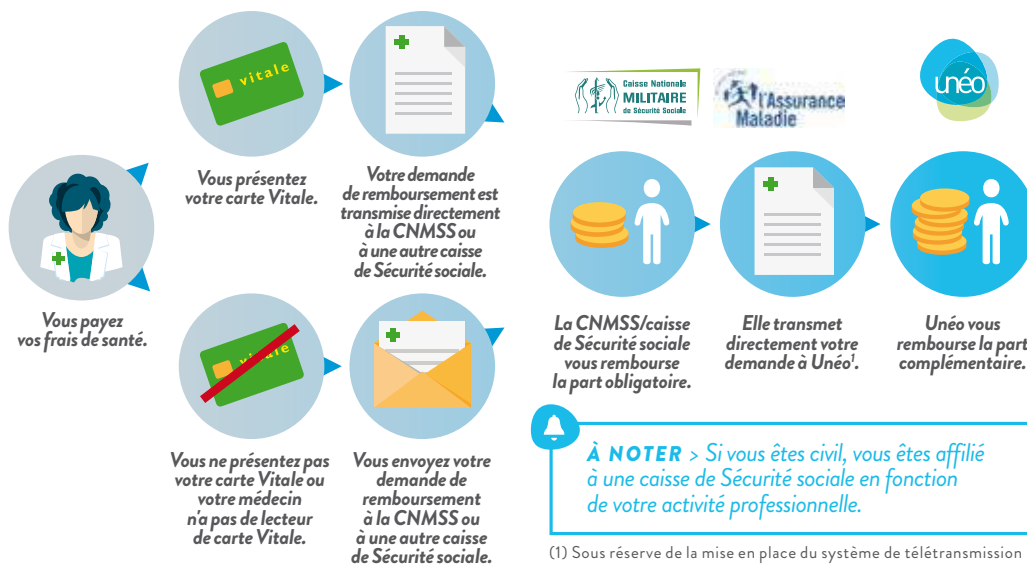 vitale
Vous présentez
votre carte Vitale.
Votre demande
de remboursement est
transmise directement
à la CNMSS ou
à une autre caisse
de Sécurité sociale.
Vous payez
vos frais de santé.
vitale
Vous ne présentez pas
votre carte Vitale ou
votre médecin
n'a pas de lecteur
de carte Vitale.
Vous envoyez votre
demande de
remboursement
à la CNMSS ou
à une autre caisse
de Sécurité sociale.
Caisse Nationale
MILITAIRE
de Sécurité Sociale
l'Assurance
Maladie
unéo
La CNMSS/caisse
de Sécurité sociale
vous rembourse
la part obligatoire.
Elle transmet
directement votre
demande à Unéo¹.
Unéo vous
rembourse la part
complémentaire.
À NOTER > Si vous êtes civil, vous êtes affilié
à une caisse de Sécurité sociale en fonction
de votre activité professionnelle.
(1) Sous réserve de la mise en place du système de télétransmission